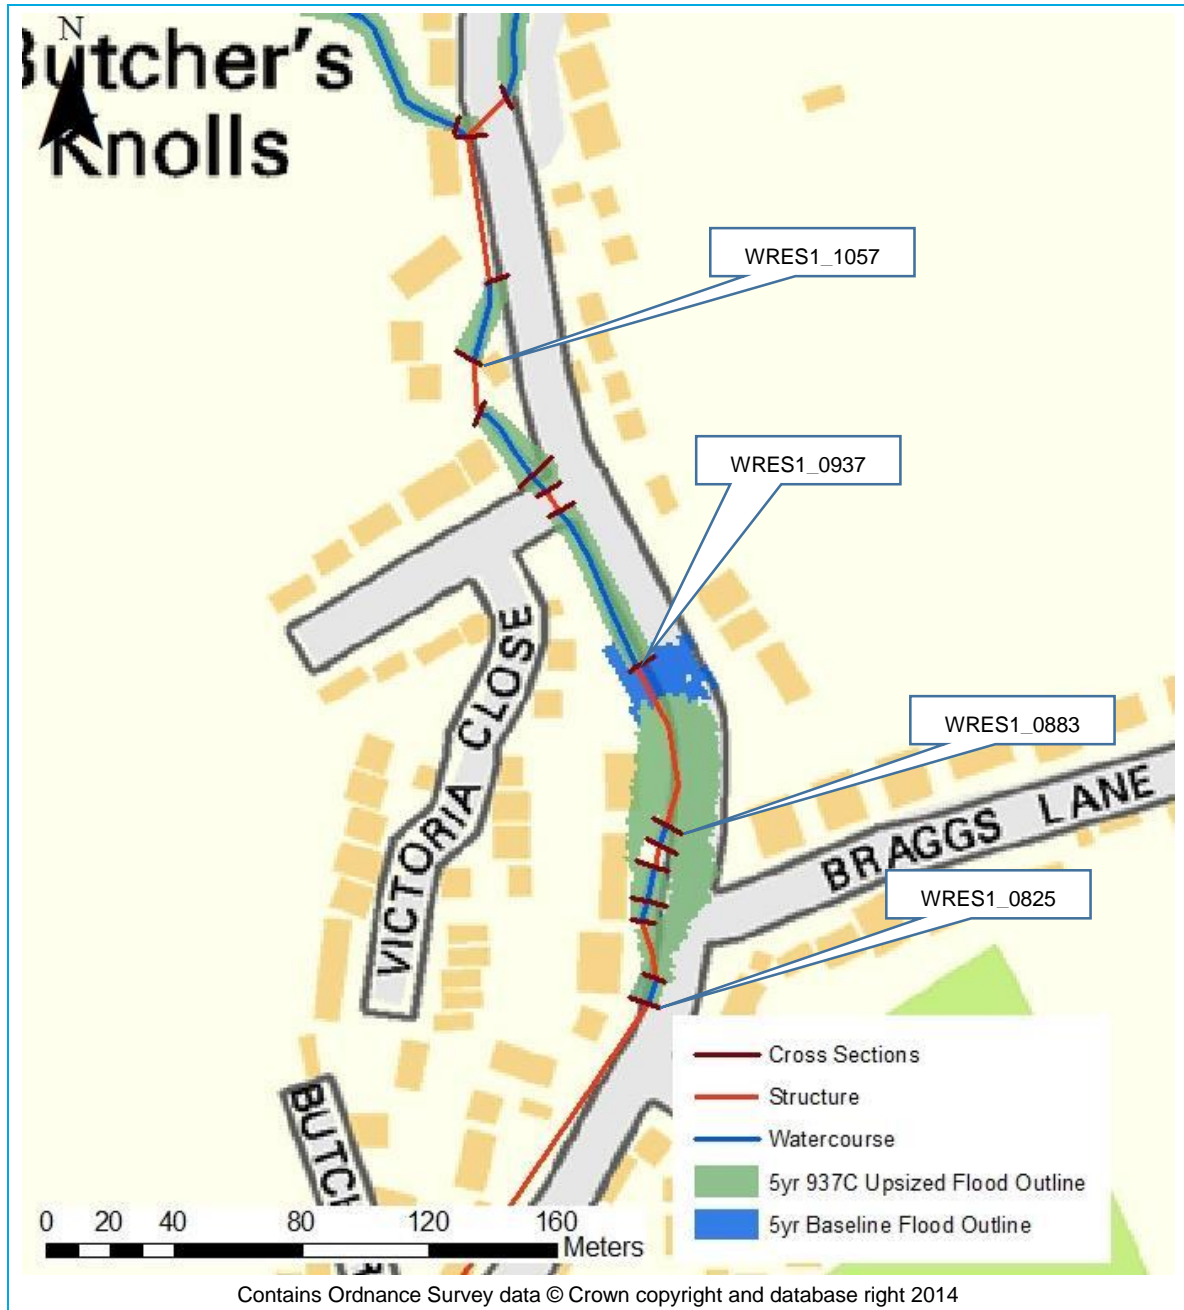 N
Butcher's
Knolls
WRES1_1057
WRES1_0937
VICTORIA CLOSE
WRES1_0883
BRAGGS LANE
WRES1_0825
Cross Sections
Structure
Watercourse
5yr 937C Upsized Flood Outline
5yr Baseline Flood Outline
0 20 40 80 120 160
Meters
Contains Ordnance Survey data © Crown copyright and database right 2014